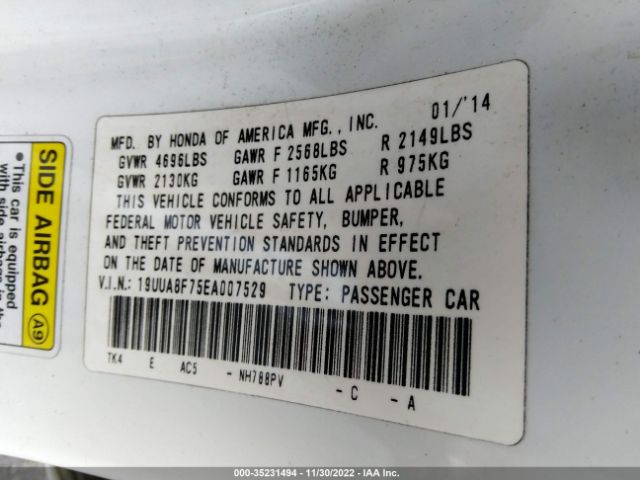 01/'14
MFD. BY HONDA OF AMERICA MFG., INC.
GVWR 4696LBS GAWR F 2568LBS R 2149LBS
GVWR 2130KG GAWR F 1165KG R 975KG
THIS VEHICLE CONFORMS TO ALL APPLICABLE
FEDERAL MOTOR VEHICLE SAFETY, BUMPER,
AND THEFT PREVENTION STANDARDS IN EFFECT
ON THE DATE OF MANUFACTURE SHOWN ABOVE.
V.I.N.: 19UUA8F75EA007529 TYPE: PASSENGER CAR
TK4 E AC5 - NH788PV - C - A
SIDE AIRBAG A9
•This car is equipped
with side airbags in the
000-35231494 - 11/30/2022 - IAA Inc.